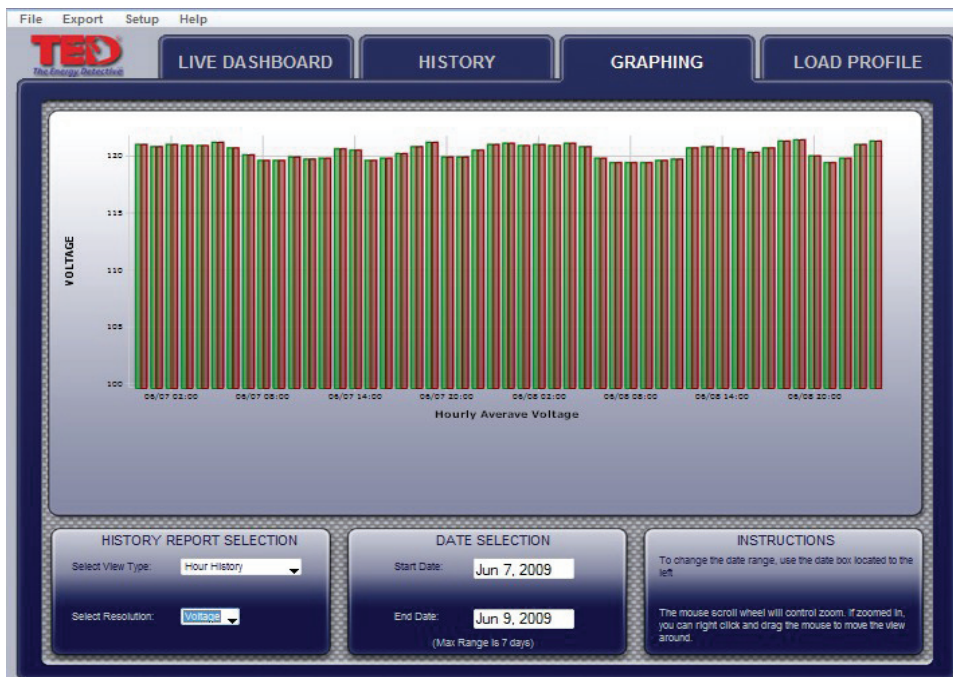 File Export Setup Help
TED
The Energy Detective
LIVE DASHBOARD
HISTORY
GRAPHING
LOAD PROFILE
VOLTAGE
120
115
110
105
100
06/07 02:00
06/07 08:00
06/07 14:00
06/07 20:00
06/08 02:00
06/08 08:00
06/08 14:00
06/08 20:00
Hourly Averave Voltage
HISTORY REPORT SELECTION
Select View Type: Hour History
Select Resolution: Voltage
DATE SELECTION
Start Date: Jun 7, 2009
End Date: Jun 9, 2009
(Max Range is 7 days)
INSTRUCTIONS
To change the date range, use the date box located to the
left
The mouse scroll wheel will control zoom. If zoomed in,
you can right click and drag the mouse to move the view
around.